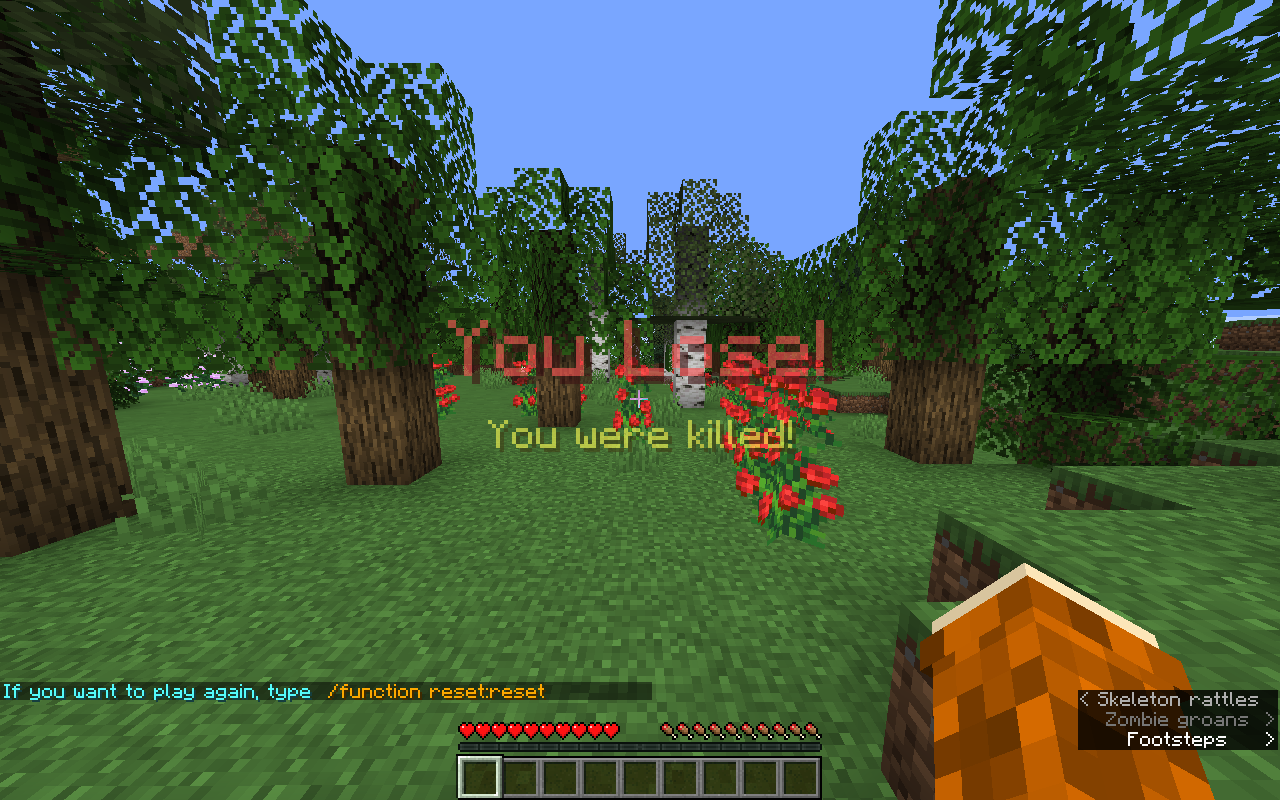 You Lose!
You were killed!
If you want to play again, type /function reset:reset
< Skeleton rattles
Zombie groans >
Footsteps >